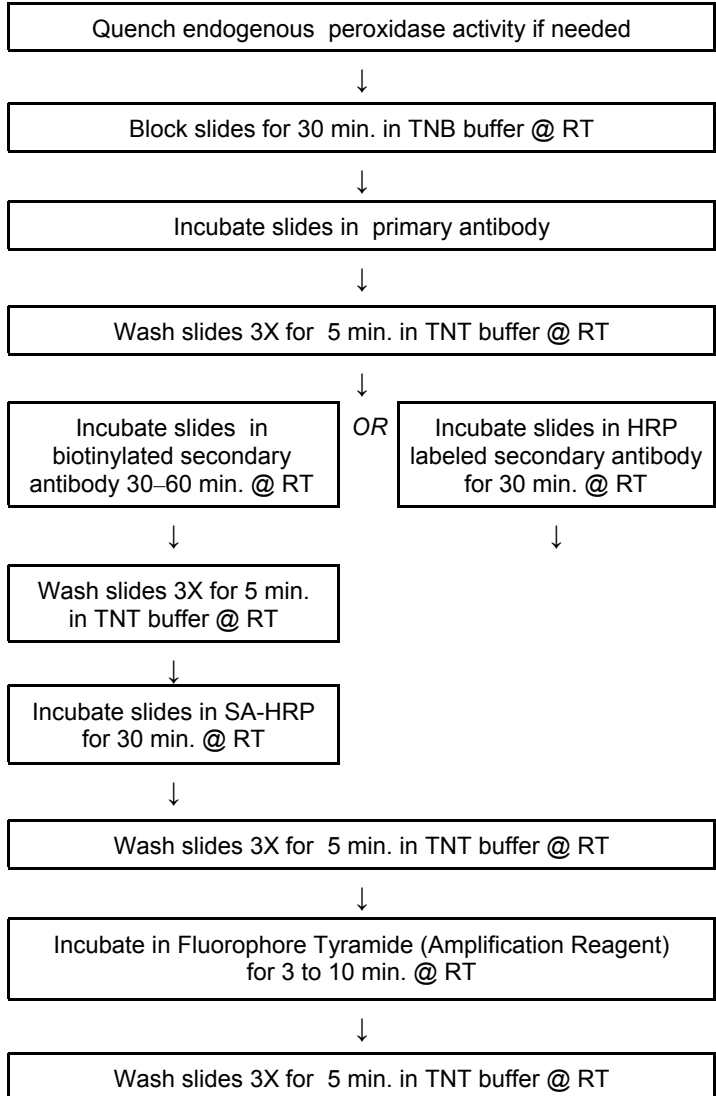 Quench endogenous peroxidase activity if needed
↓
Block slides for 30 min. in TNB buffer @ RT
↓
Incubate slides in primary antibody
↓
Wash slides 3X for 5 min. in TNT buffer @ RT
↓
Incubate slides in
biotinylated secondary
antibody 30–60 min. @ RT
OR
Incubate slides in HRP
labeled secondary antibody
for 30 min. @ RT
↓
↓
Wash slides 3X for 5 min.
in TNT buffer @ RT
↓
Incubate slides in SA-HRP
for 30 min. @ RT
↓
Wash slides 3X for 5 min. in TNT buffer @ RT
↓
Incubate in Fluorophore Tyramide (Amplification Reagent)
for 3 to 10 min. @ RT
↓
Wash slides 3X for 5 min. in TNT buffer @ RT